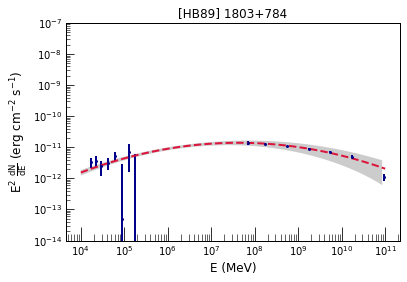 [HB89] 1803+784
E² dN/dE (erg cm⁻² s⁻¹)
10⁻⁷
10⁻⁸
10⁻⁹
10⁻¹⁰
10⁻¹¹
10⁻¹²
10⁻¹³
10⁻¹⁴
10⁴ 10⁵ 10⁶ 10⁷ 10⁸ 10⁹ 10¹⁰ 10¹¹
E (MeV)